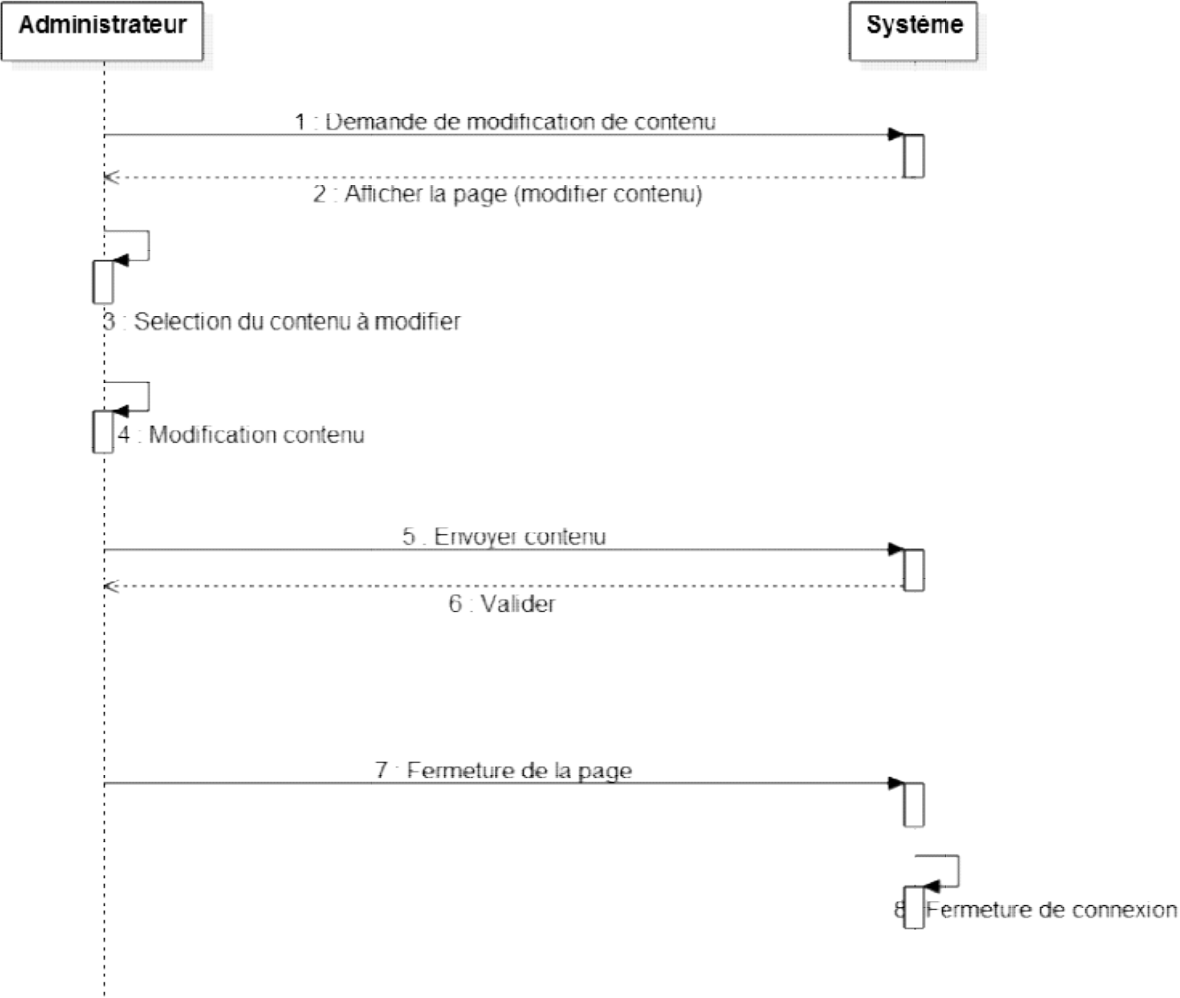 Administrateur
Système
1 : Demande de modification de contenu
2 : Afficher la page (modifier contenu)
3 : Selection du contenu à modifier
4 : Modification contenu
5 : Envoyer contenu
6 : Valider
7 : Fermeture de la page
8 : Fermeture de connexion